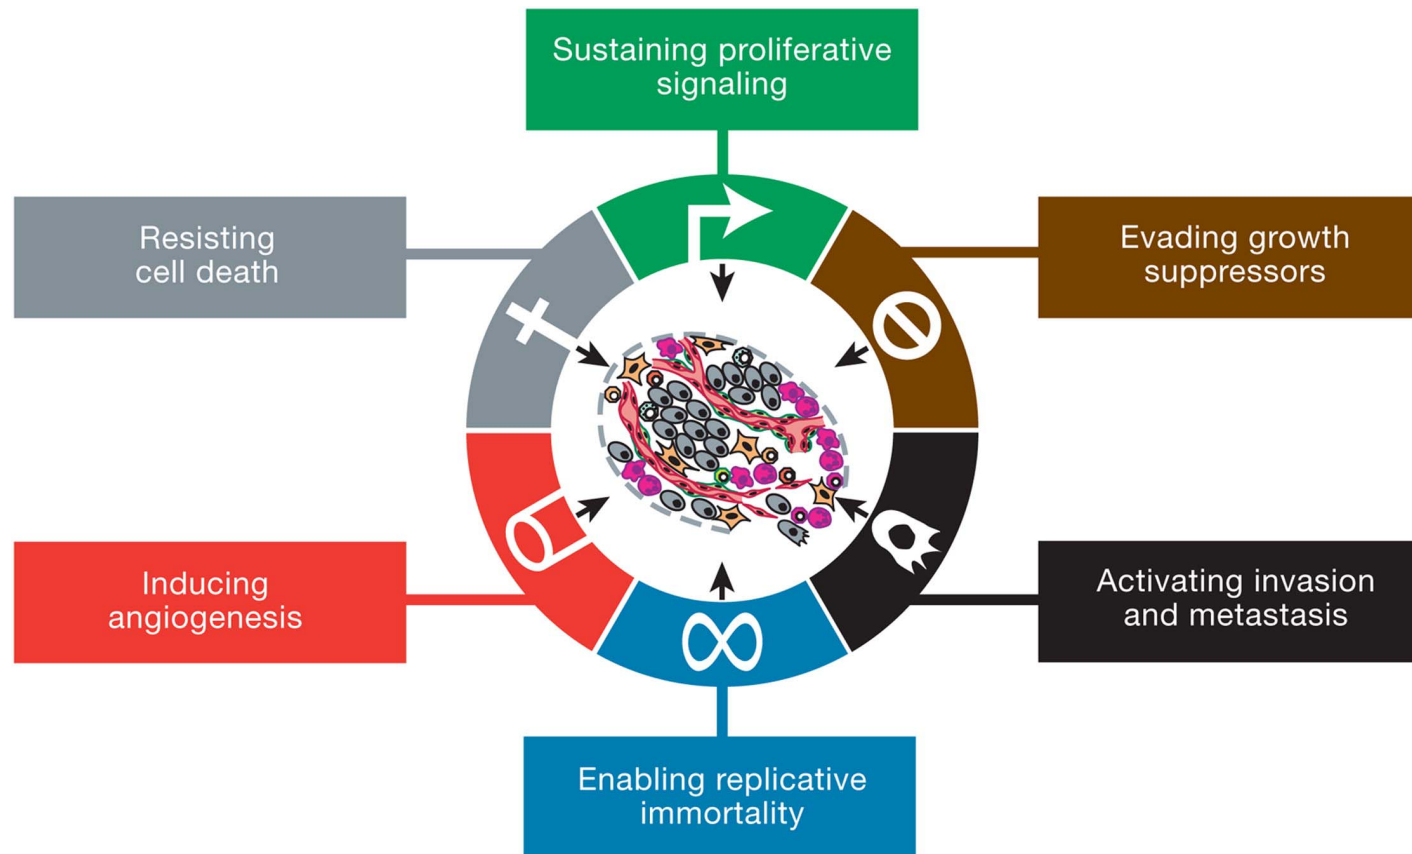 Sustaining proliferative
signaling
Resisting
cell death
Evading growth
suppressors
Inducing
angiogenesis
Activating invasion
and metastasis
Enabling replicative
immortality